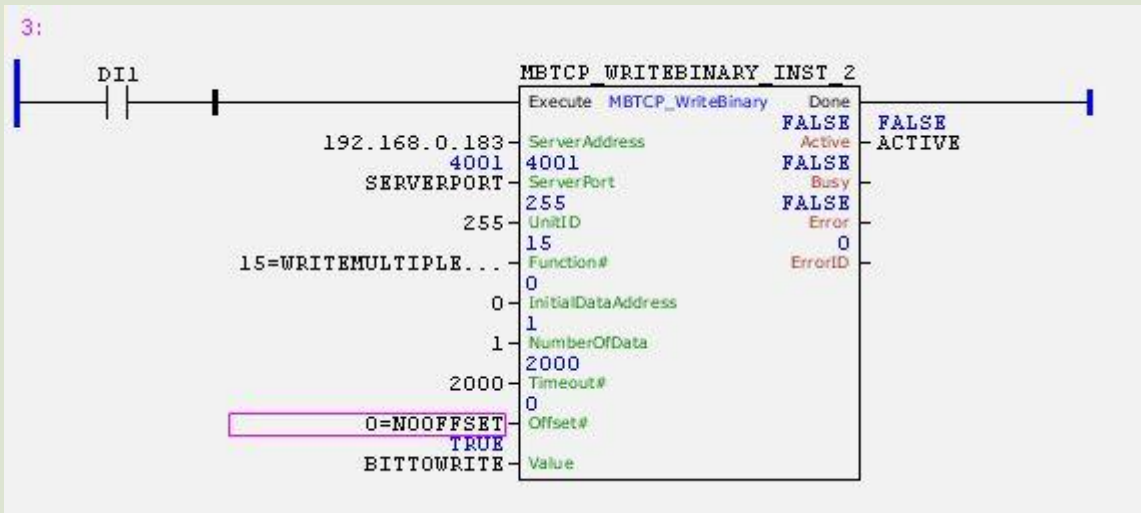 3:
DI1
MBTCP_WRITEBINARY_INST_2
Execute MBTCP_WriteBinary Done
FALSE FALSE
192.168.0.183 ServerAddress Active ACTIVE
4001 4001 FALSE
SERVERPORT ServerPort Busy
255 FALSE
255 UnitID Error
15 0
15=WRITEMULTIPLE... Function# ErrorID
0
0 InitialDataAddress
1
1 NumberOfData
2000
2000 Timeout#
0
0=NOOFFSET Offset#
TRUE
BITTOWRITE Value